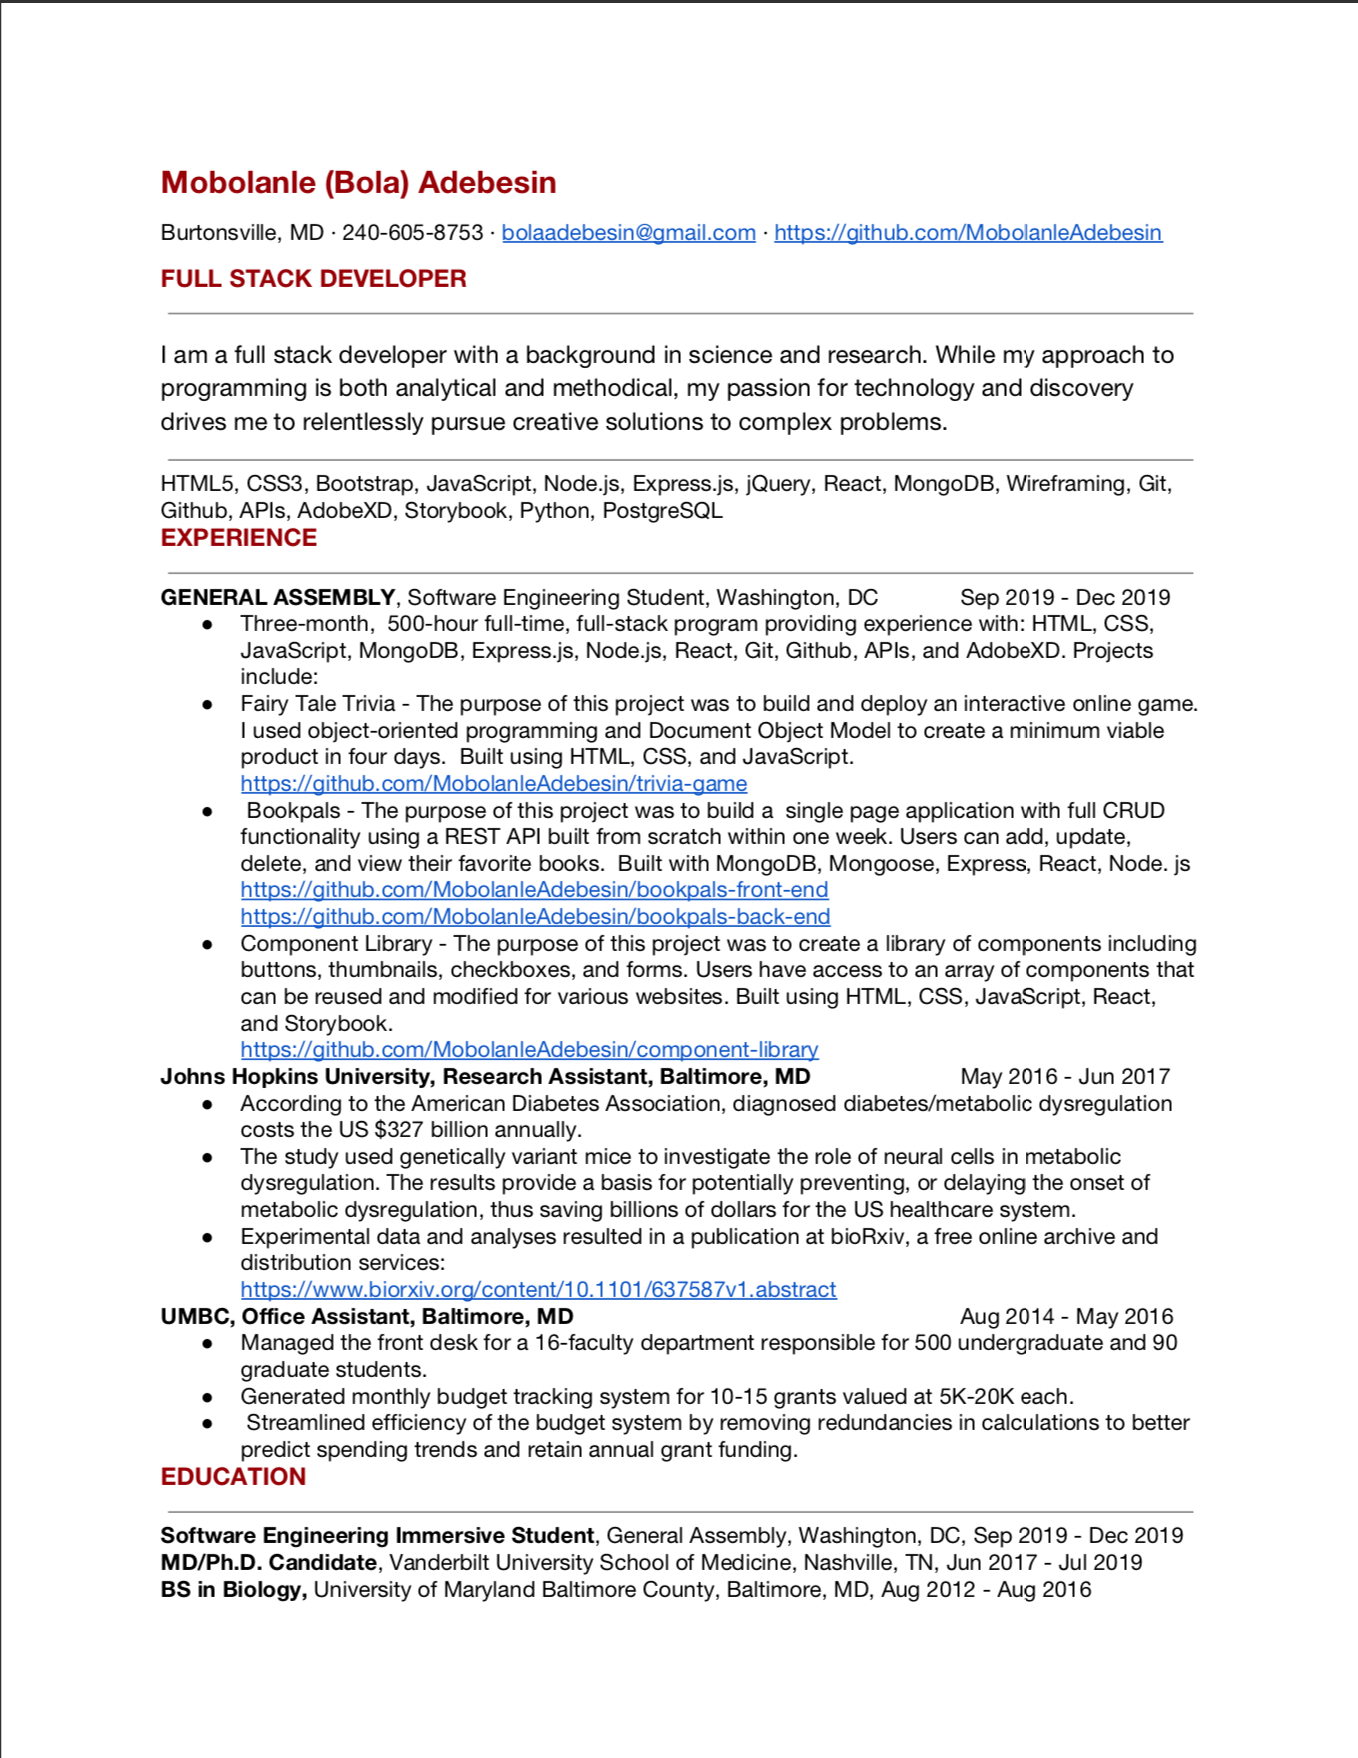 Mobolanle (Bola) Adebesin
Burtonsville, MD · 240-605-8753 · bolaadebesin@gmail.com · https://github.com/MobolanleAdebesin
FULL STACK DEVELOPER
I am a full stack developer with a background in science and research. While my approach to
programming is both analytical and methodical, my passion for technology and discovery
drives me to relentlessly pursue creative solutions to complex problems.
HTML5, CSS3, Bootstrap, JavaScript, Node.js, Express.js, jQuery, React, MongoDB, Wireframing, Git,
Github, APIs, AdobeXD, Storybook, Python, PostgreSQL
EXPERIENCE
GENERAL ASSEMBLY, Software Engineering Student, Washington, DC Sep 2019 - Dec 2019
● Three-month,  500-hour full-time, full-stack program providing experience with: HTML, CSS,
JavaScript, MongoDB, Express.js, Node.js, React, Git, Github, APIs, and AdobeXD. Projects
include:
● Fairy Tale Trivia - The purpose of this project was to build and deploy an interactive online game.
I used object-oriented programming and Document Object Model to create a minimum viable
product in four days.  Built using HTML, CSS, and JavaScript.
https://github.com/MobolanleAdebesin/trivia-game
● Bookpals - The purpose of this project was to build a  single page application with full CRUD
functionality using a REST API built from scratch within one week. Users can add, update,
delete, and view their favorite books.  Built with MongoDB, Mongoose, Express, React, Node. js
https://github.com/MobolanleAdebesin/bookpals-front-end
https://github.com/MobolanleAdebesin/bookpals-back-end
● Component Library - The purpose of this project was to create a library of components including
buttons, thumbnails, checkboxes, and forms. Users have access to an array of components that
can be reused and modified for various websites. Built using HTML, CSS, JavaScript, React,
and Storybook.
https://github.com/MobolanleAdebesin/component-library
Johns Hopkins University, Research Assistant, Baltimore, MD May 2016 - Jun 2017
● According to the American Diabetes Association, diagnosed diabetes/metabolic dysregulation
costs the US $327 billion annually.
● The study used genetically variant mice to investigate the role of neural cells in metabolic
dysregulation. The results provide a basis for potentially preventing, or delaying the onset of
metabolic dysregulation, thus saving billions of dollars for the US healthcare system.
● Experimental data and analyses resulted in a publication at bioRxiv, a free online archive and
distribution services:
https://www.biorxiv.org/content/10.1101/637587v1.abstract
UMBC, Office Assistant, Baltimore, MD Aug 2014 - May 2016
● Managed the front desk for a 16-faculty department responsible for 500 undergraduate and 90
graduate students.
● Generated monthly budget tracking system for 10-15 grants valued at 5K-20K each.
● Streamlined efficiency of the budget system by removing redundancies in calculations to better
predict spending trends and retain annual grant funding.
EDUCATION
Software Engineering Immersive Student, General Assembly, Washington, DC, Sep 2019 - Dec 2019
MD/Ph.D. Candidate, Vanderbilt University School of Medicine, Nashville, TN, Jun 2017 - Jul 2019
BS in Biology, University of Maryland Baltimore County, Baltimore, MD, Aug 2012 - Aug 2016